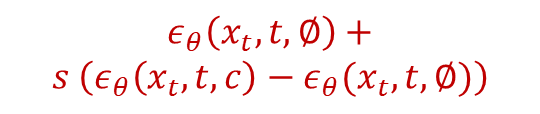 ϵ_θ(x_t, t, ∅) +
s (ϵ_θ(x_t, t, c) − ϵ_θ(x_t, t, ∅))